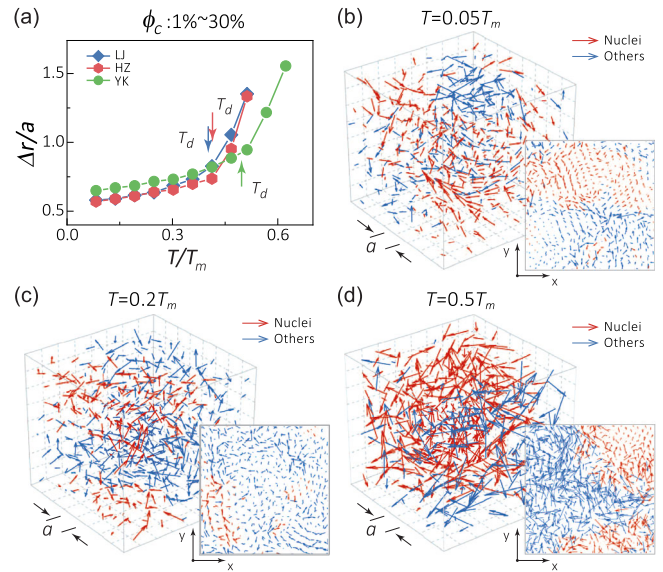 (a)
ϕc :1%~30%
LJ
HZ
YK
Td
Td
Td
1.5
1.0
0.5
Δr/a
0.0
0.3
0.6
T/Tm
(b)
T=0.05Tm
Nuclei
Others
a
y
x
(c)
T=0.2Tm
Nuclei
Others
a
y
x
(d)
T=0.5Tm
Nuclei
Others
a
y
x